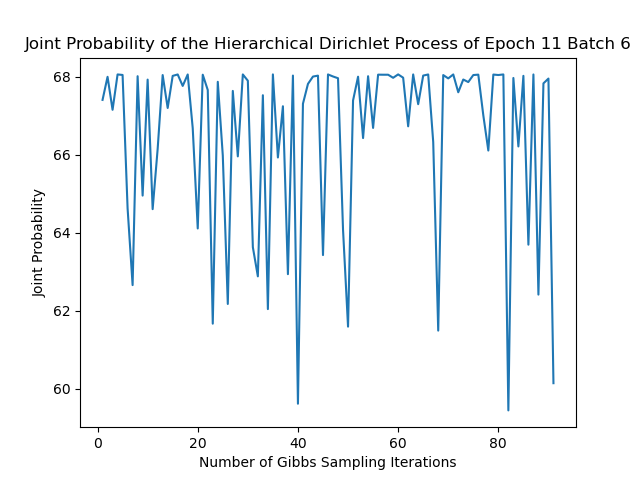 Joint Probability of the Hierarchical Dirichlet Process of Epoch 11 Batch 6
68
66
64
62
60
Joint Probability
0 20 40 60 80
Number of Gibbs Sampling Iterations